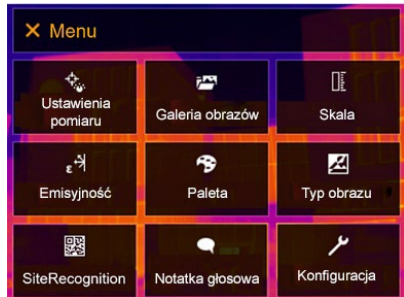 Menu
Ustawienia
pomiaru
Galeria obrazów
Skala
ε
Emisyjność
Paleta
Typ obrazu
SiteRecognition
Notatka głosowa
Konfiguracja